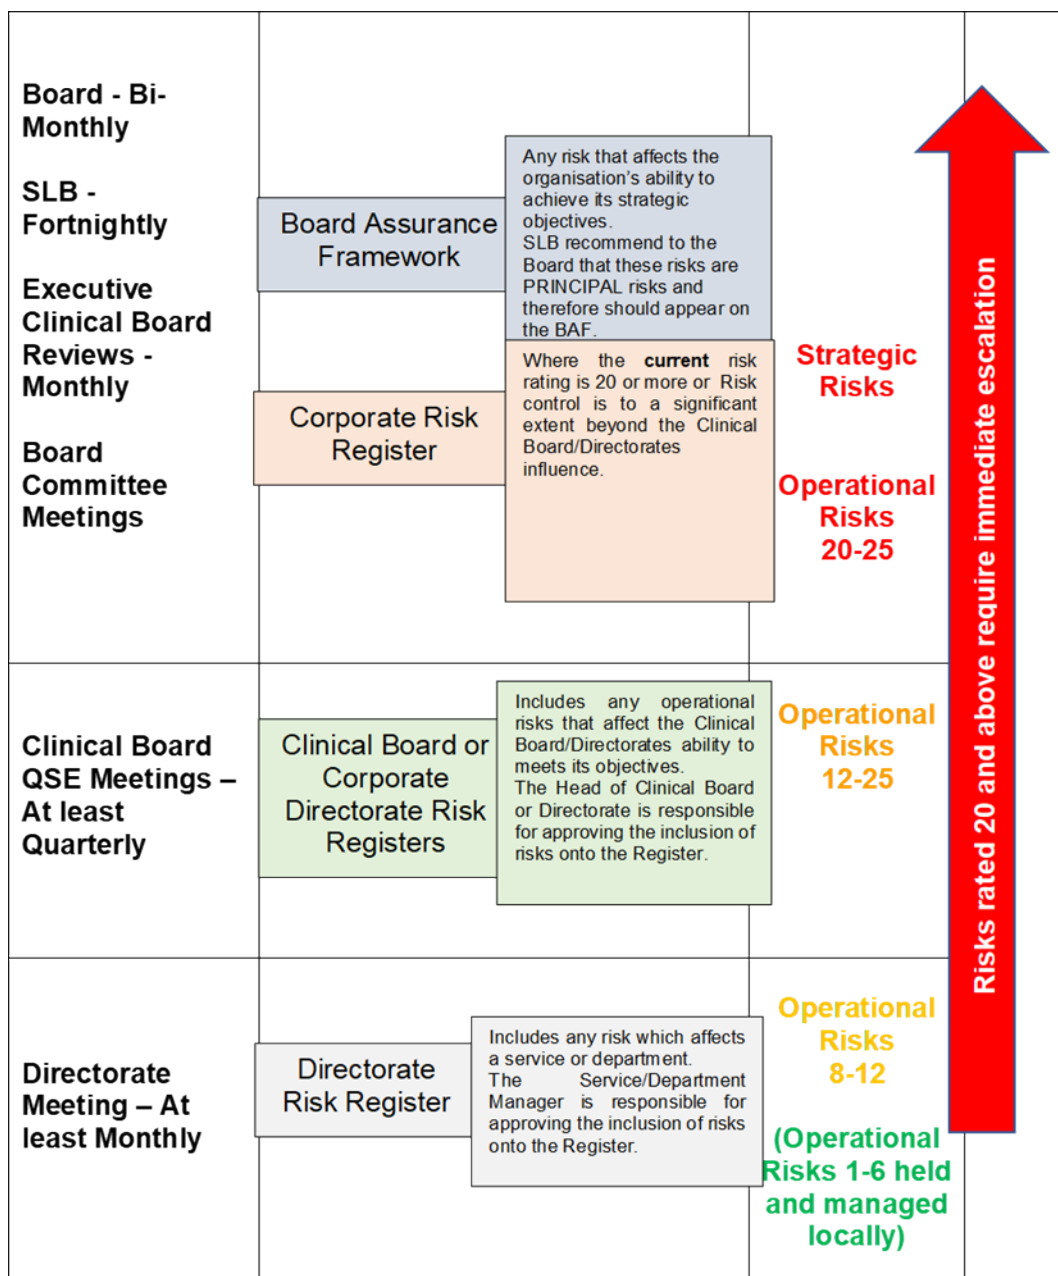 Board - Bi-
Monthly
SLB -
Fortnightly
Executive
Clinical Board
Reviews -
Monthly
Board
Committee
Meetings
Board Assurance
Framework
Any risk that affects the
organisation's ability to
achieve its strategic
objectives.
SLB recommend to the
Board that these risks are
PRINCIPAL risks and
therefore should appear on
the BAF.
Corporate Risk
Register
Where the current risk
rating is 20 or more or Risk
control is to a significant
extent beyond the Clinical
Board/Directorates
influence.
Strategic
Risks
Operational
Risks
20-25
Clinical Board
QSE Meetings –
At least
Quarterly
Clinical Board or
Corporate
Directorate Risk
Registers
Includes any operational
risks that affect the Clinical
Board/Directorates ability to
meets its objectives.
The Head of Clinical Board
or Directorate is responsible
for approving the inclusion of
risks onto the Register.
Operational
Risks
12-25
Directorate
Meeting – At
least Monthly
Directorate
Risk Register
Includes any risk which affects
a service or department.
The Service/Department
Manager is responsible for
approving the inclusion of risks
onto the Register.
Operational
Risks
8-12
(Operational
Risks 1-6 held
and managed
locally)
Risks rated 20 and above require immediate escalation